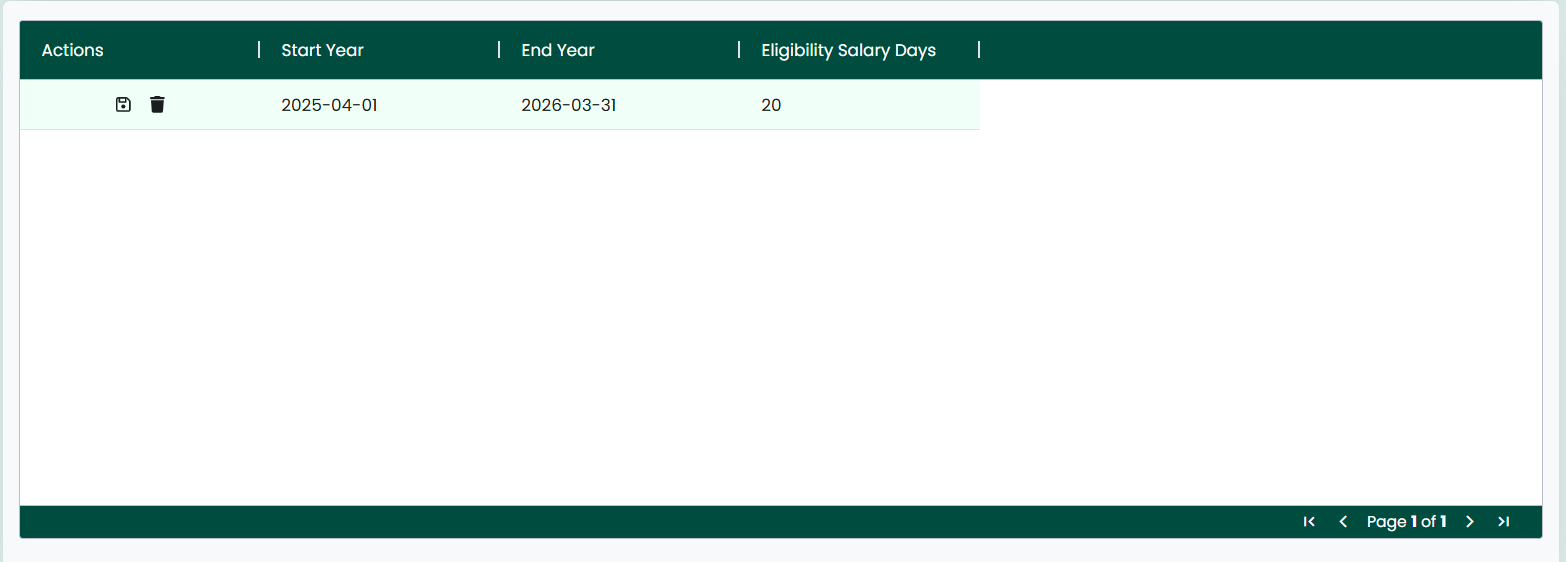 Actions Start Year End Year Eligibility Salary Days
2025-04-01 2026-03-31 20
Page 1 of 1